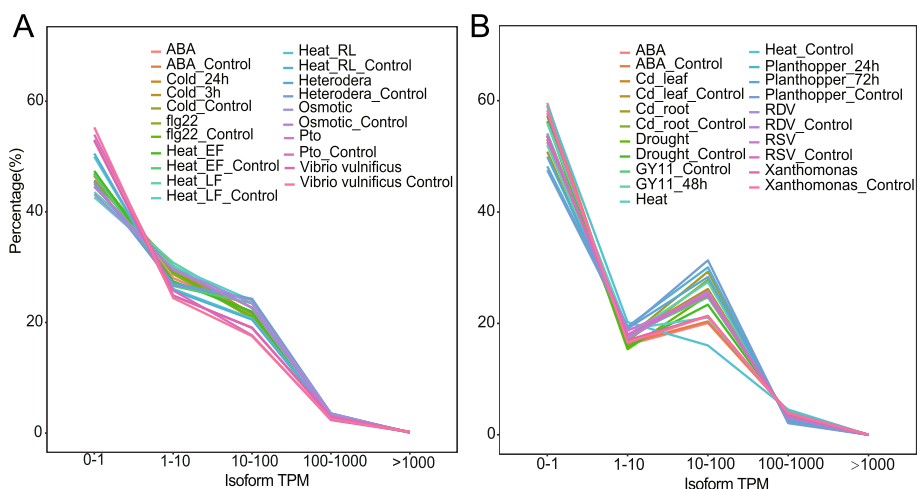 A
Percentage(%)
60
40
20
0
ABA
ABA_Control
Cold_24h
Cold_3h
Cold_Control
flg22
flg22_Control
Heat_EF
Heat_EF_Control
Heat_LF
Heat_LF_Control
Heat_RL
Heat_RL_Control
Heterodera
Heterodera_Control
Osmotic
Osmotic_Control
Pto
Pto_Control
Vibrio vulnificus
Vibrio vulnificus Control
0-1 1-10 10-100 100-1000 >1000
Isoform TPM
B
60
40
20
0
ABA
ABA_Control
Cd_leaf
Cd_leaf_Control
Cd_root
Cd_root_Control
Drought
Drought_Control
GY11_Control
GY11_48h
Heat
Heat_Control
Planthopper_24h
Planthopper_72h
Planthopper_Control
RDV
RDV_Control
RSV
RSV_Control
Xanthomonas
Xanthomonas_Control
0-1 1-10 10-100 100-1000 >1000
Isoform TPM